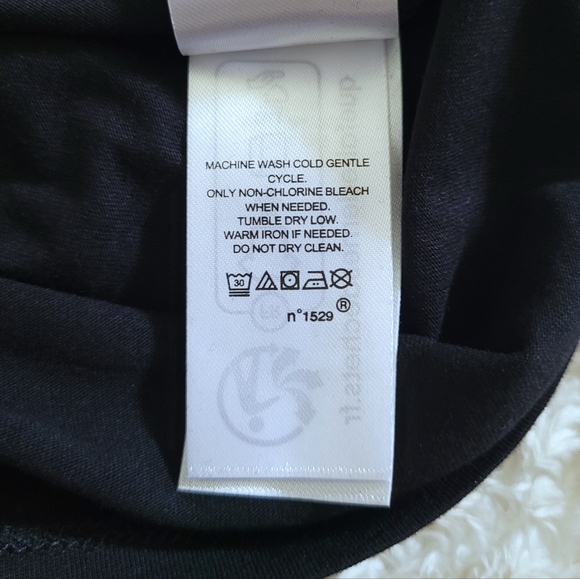 MACHINE WASH COLD GENTLE
CYCLE.
ONLY NON-CHLORINE BLEACH
WHEN NEEDED.
TUMBLE DRY LOW.
WARM IRON IF NEEDED.
DO NOT DRY CLEAN.
30
n°1529 ®